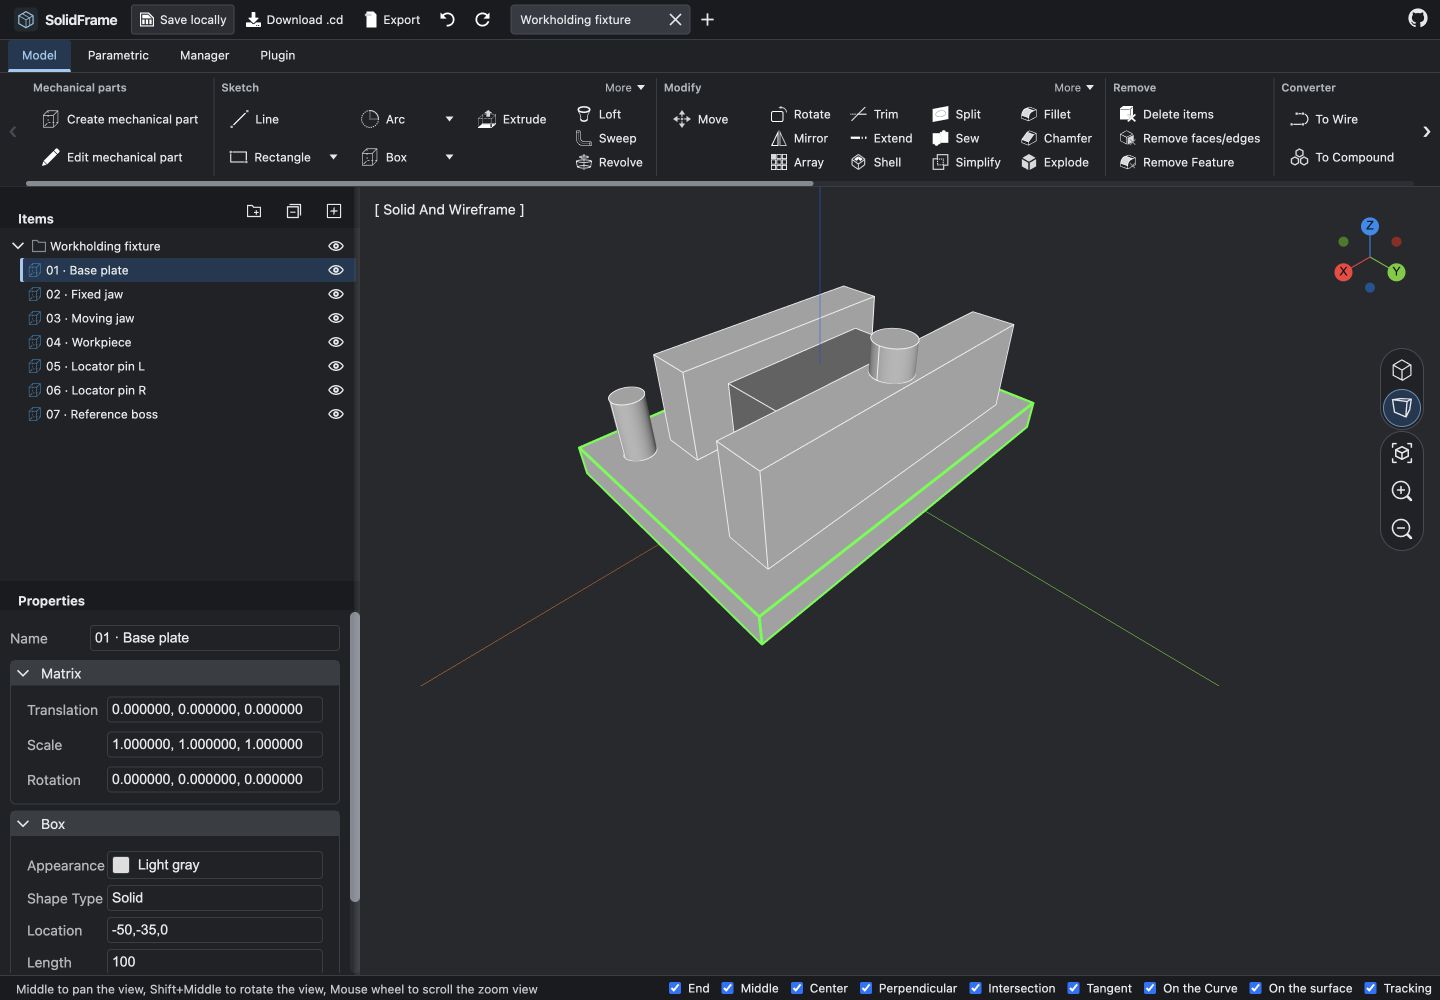 SolidFrame Save locally Download .cd Export Workholding fixture
Model Parametric Manager Plugin
Mechanical parts
Create mechanical part
Edit mechanical part
Sketch More
Line Arc Extrude
Rectangle Box
Loft
Sweep
Revolve
Modify More
Move
Rotate Trim Split Fillet
Mirror Extend Sew Chamfer
Array Shell Simplify Explode
Remove
Delete items
Remove faces/edges
Remove Feature
Converter
To Wire
To Compound
Items
Workholding fixture
01 · Base plate
02 · Fixed jaw
03 · Moving jaw
04 · Workpiece
05 · Locator pin L
06 · Locator pin R
07 · Reference boss
[ Solid And Wireframe ]
Z
X Y
Properties
Name 01 · Base plate
Matrix
Translation 0.000000, 0.000000, 0.000000
Scale 1.000000, 1.000000, 1.000000
Rotation 0.000000, 0.000000, 0.000000
Box
Appearance Light gray
Shape Type Solid
Location -50,-35,0
Length 100
Middle to pan the view, Shift+Middle to rotate the view, Mouse wheel to scroll the zoom view End Middle Center Perpendicular Intersection Tangent On the Curve On the surface Tracking